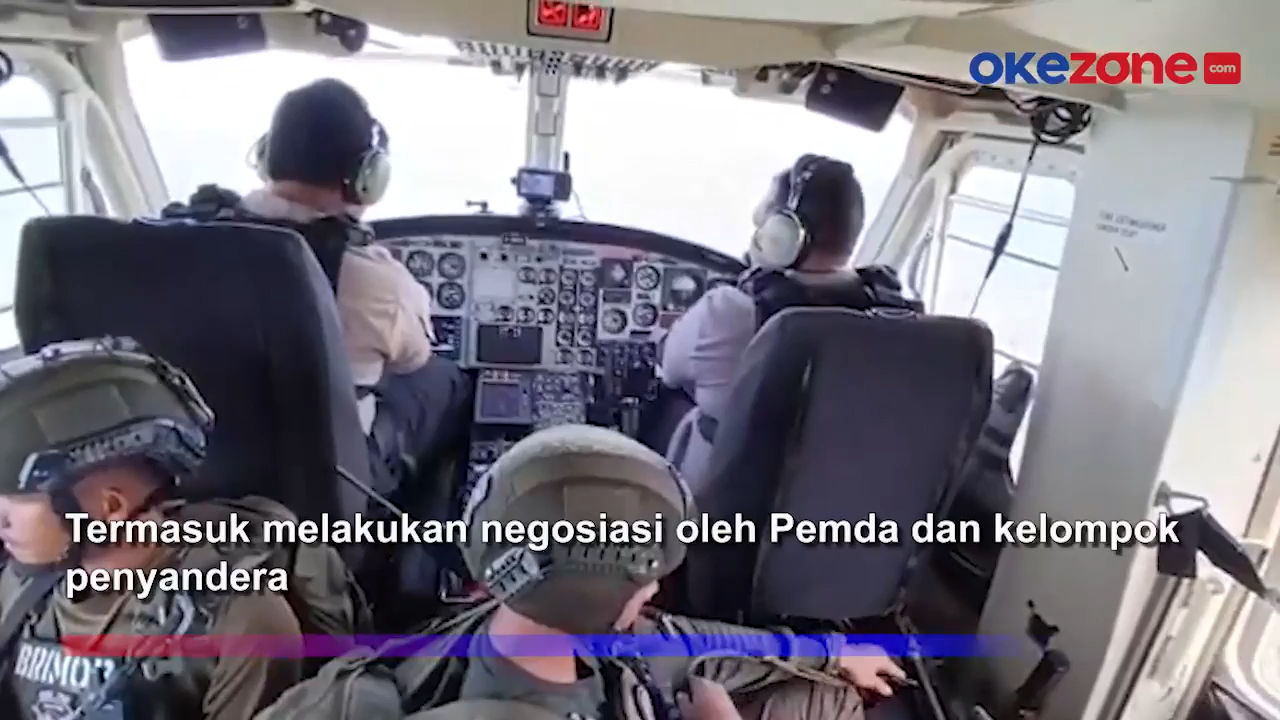 OKEZONE.com
Termasuk melakukan negosiasi oleh Pemda dan kelompok
penyandera
BRIMOB